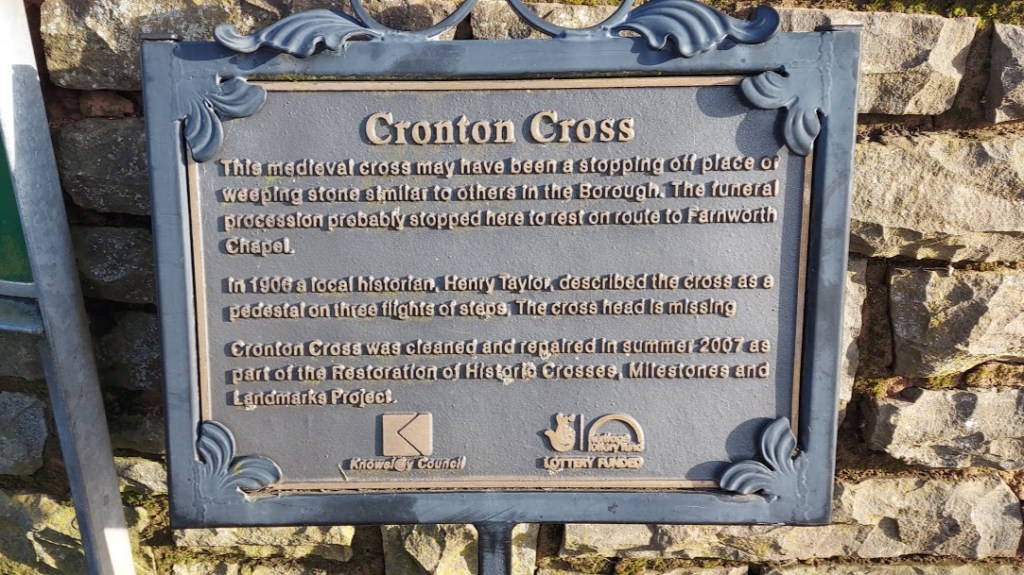 Cronton Cross
This medieval cross may have been a stopping off place or
weeping stone similar to others in the Borough. The funeral
procession probably stopped here to rest on route to Farnworth
Chapel.
In 1906 a local historian, Henry Taylor, described the cross as a
pedestal on three flights of steps. The cross head is missing
Cronton Cross was cleaned and repaired in summer 2007 as
part of the Restoration of Historic Crosses, Milestones and
Landmarks Project.
Knowsley Council
heritage
lottery fund
LOTTERY FUNDED